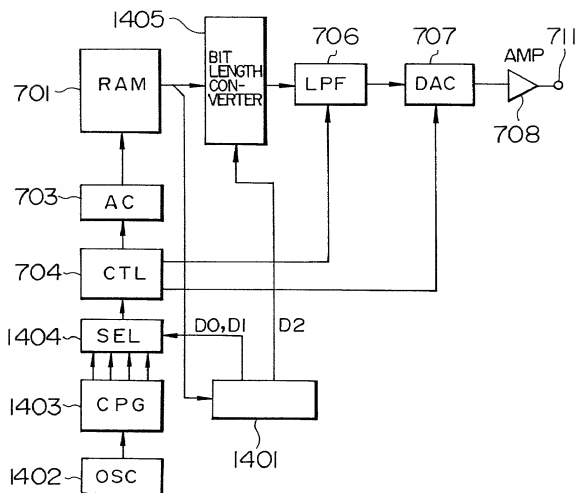 1405
706
707
AMP
711
701
RAM
BIT
LENGTH
CON-
VERTER
LPF
DAC
708
703
AC
704
CTL
1404
SEL
D0,D1
D2
1403
CPG
1401
1402
OSC